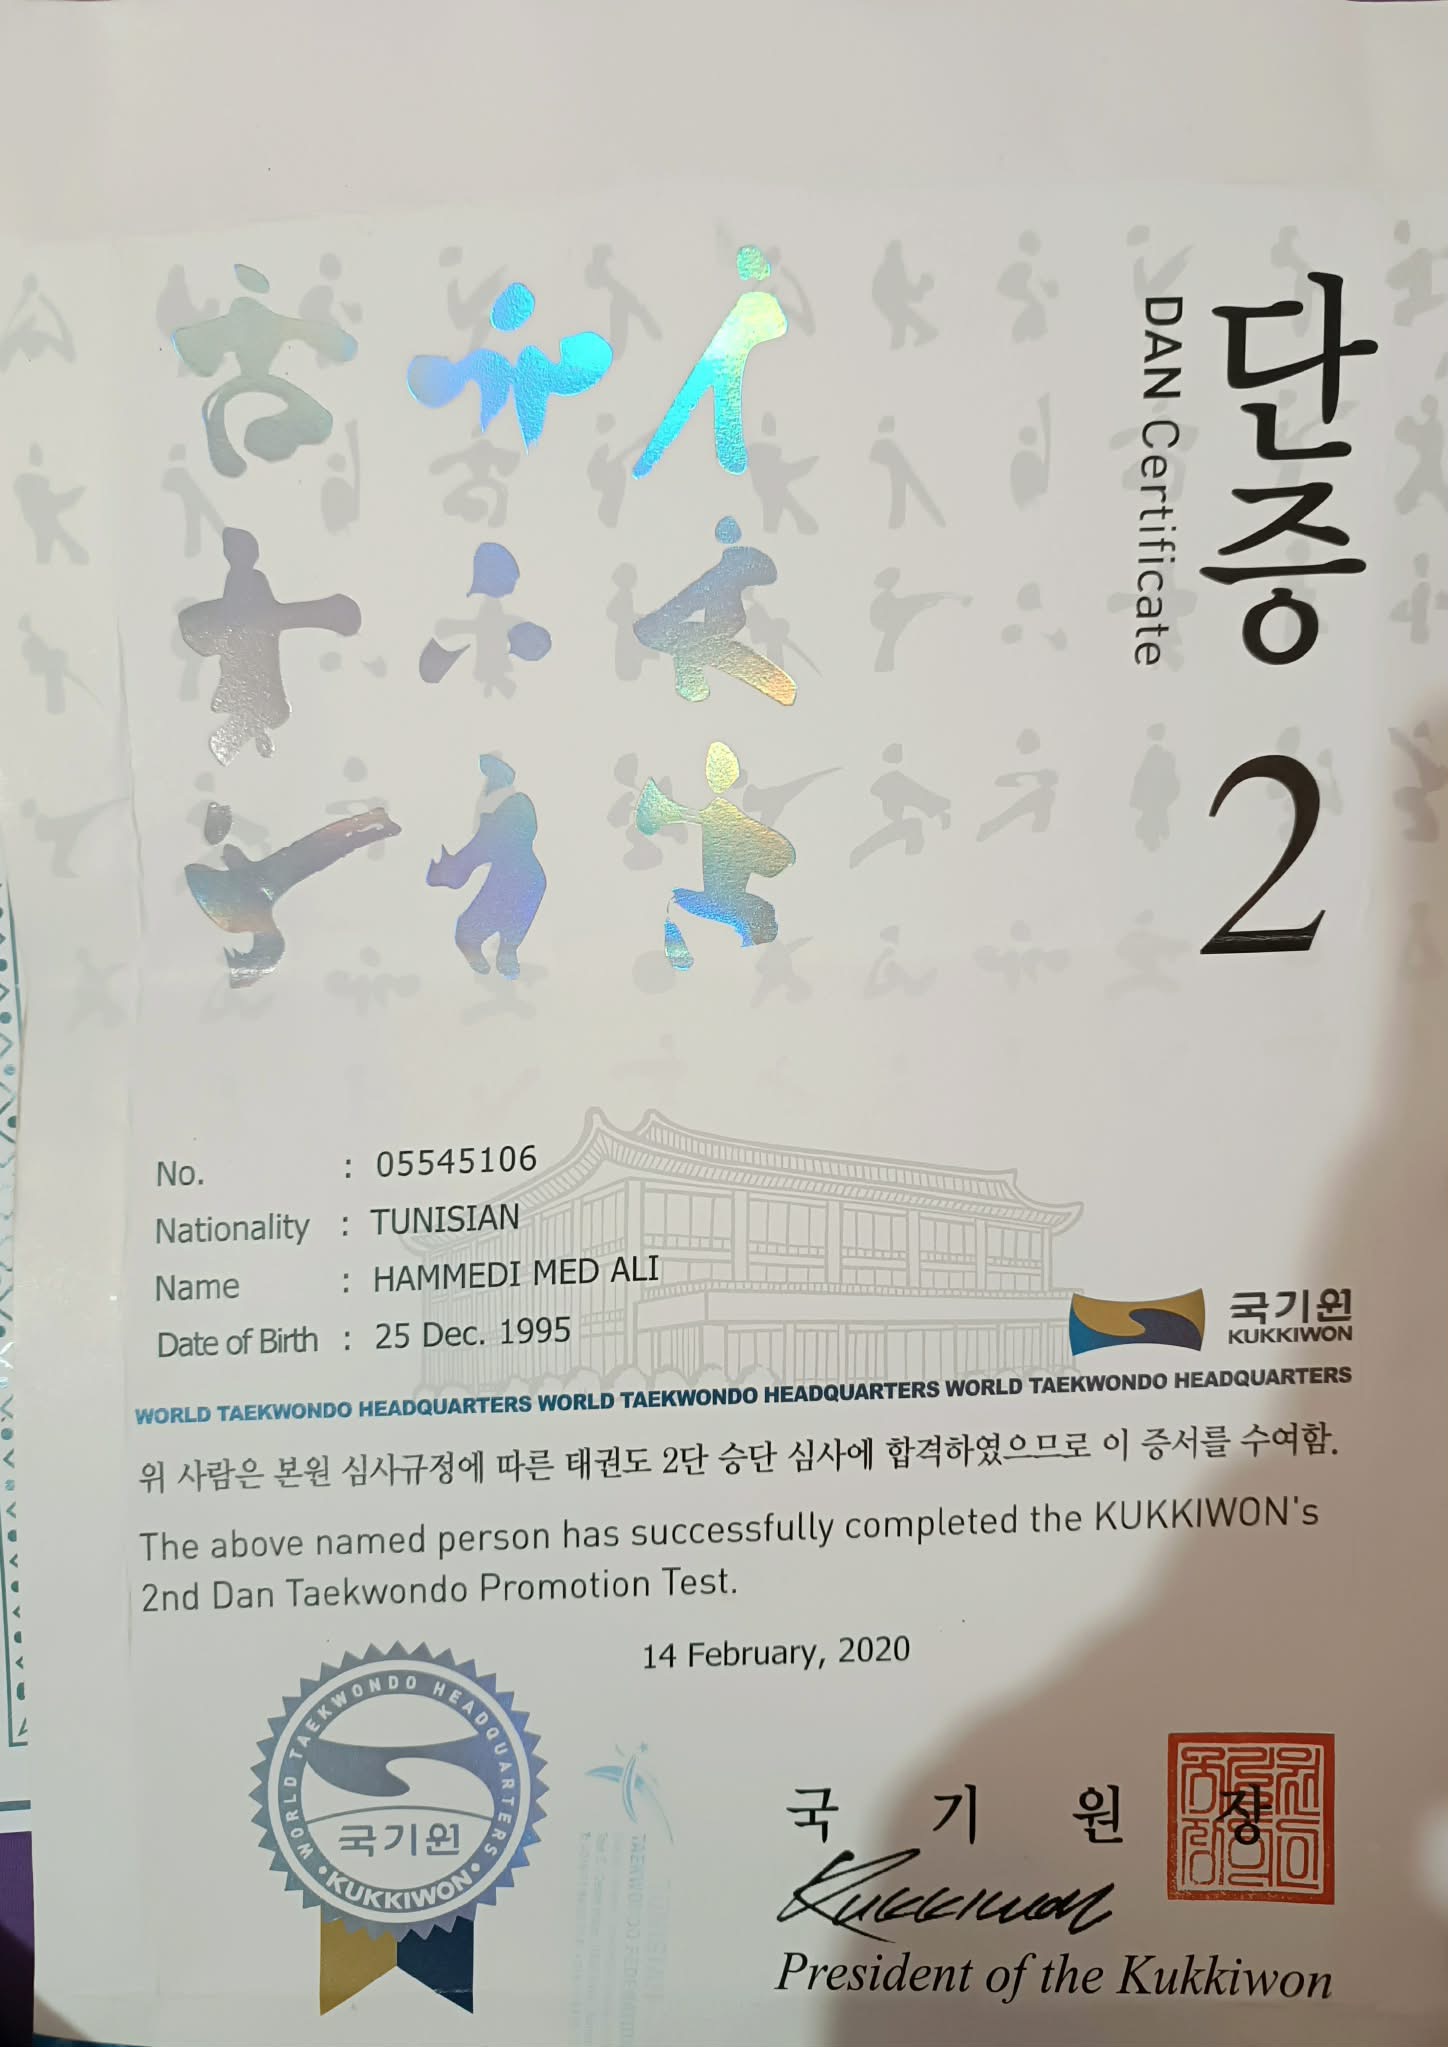 단증
DAN Certificate
2
No. : 05545106
Nationality : TUNISIAN
Name : HAMMEDI MED ALI
Date of Birth : 25 Dec. 1995
국기원
KUKKIWON
WORLD TAEKWONDO HEADQUARTERS WORLD TAEKWONDO HEADQUARTERS WORLD TAEKWONDO HEADQUARTERS
위 사람은 본원 심사규정에 따른 태권도 2단 승단 심사에 합격하였으므로 이 증서를 수여함.
The above named person has successfully completed the KUKKIWON's
2nd Dan Taekwondo Promotion Test.
14 February, 2020
WORLD TAEKWONDO HEADQUARTERS
국기원
KUKKIWON
국 기 원 장
Kukkiwon
President of the Kukkiwon